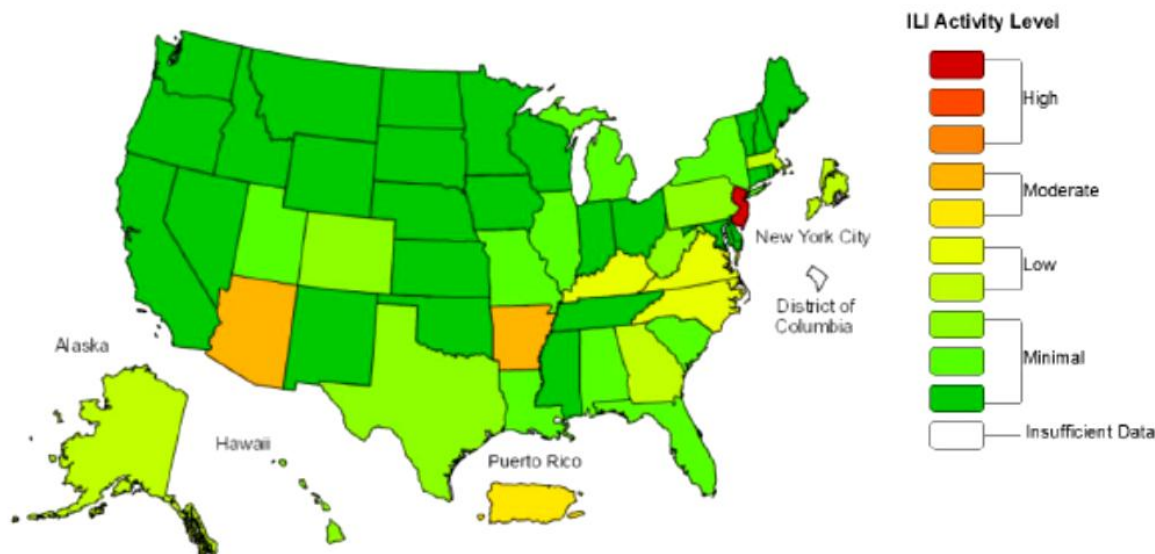 ILI Activity Level
High
Moderate
New York City
Low
District of
Columbia
Alaska
Minimal
Hawaii
Insufficient Data
Puerto Rico